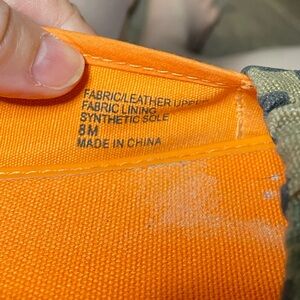 FABRIC/LEATHER UPPER
FABRIC LINING
SYNTHETIC SOLE
8M
MADE IN CHINA